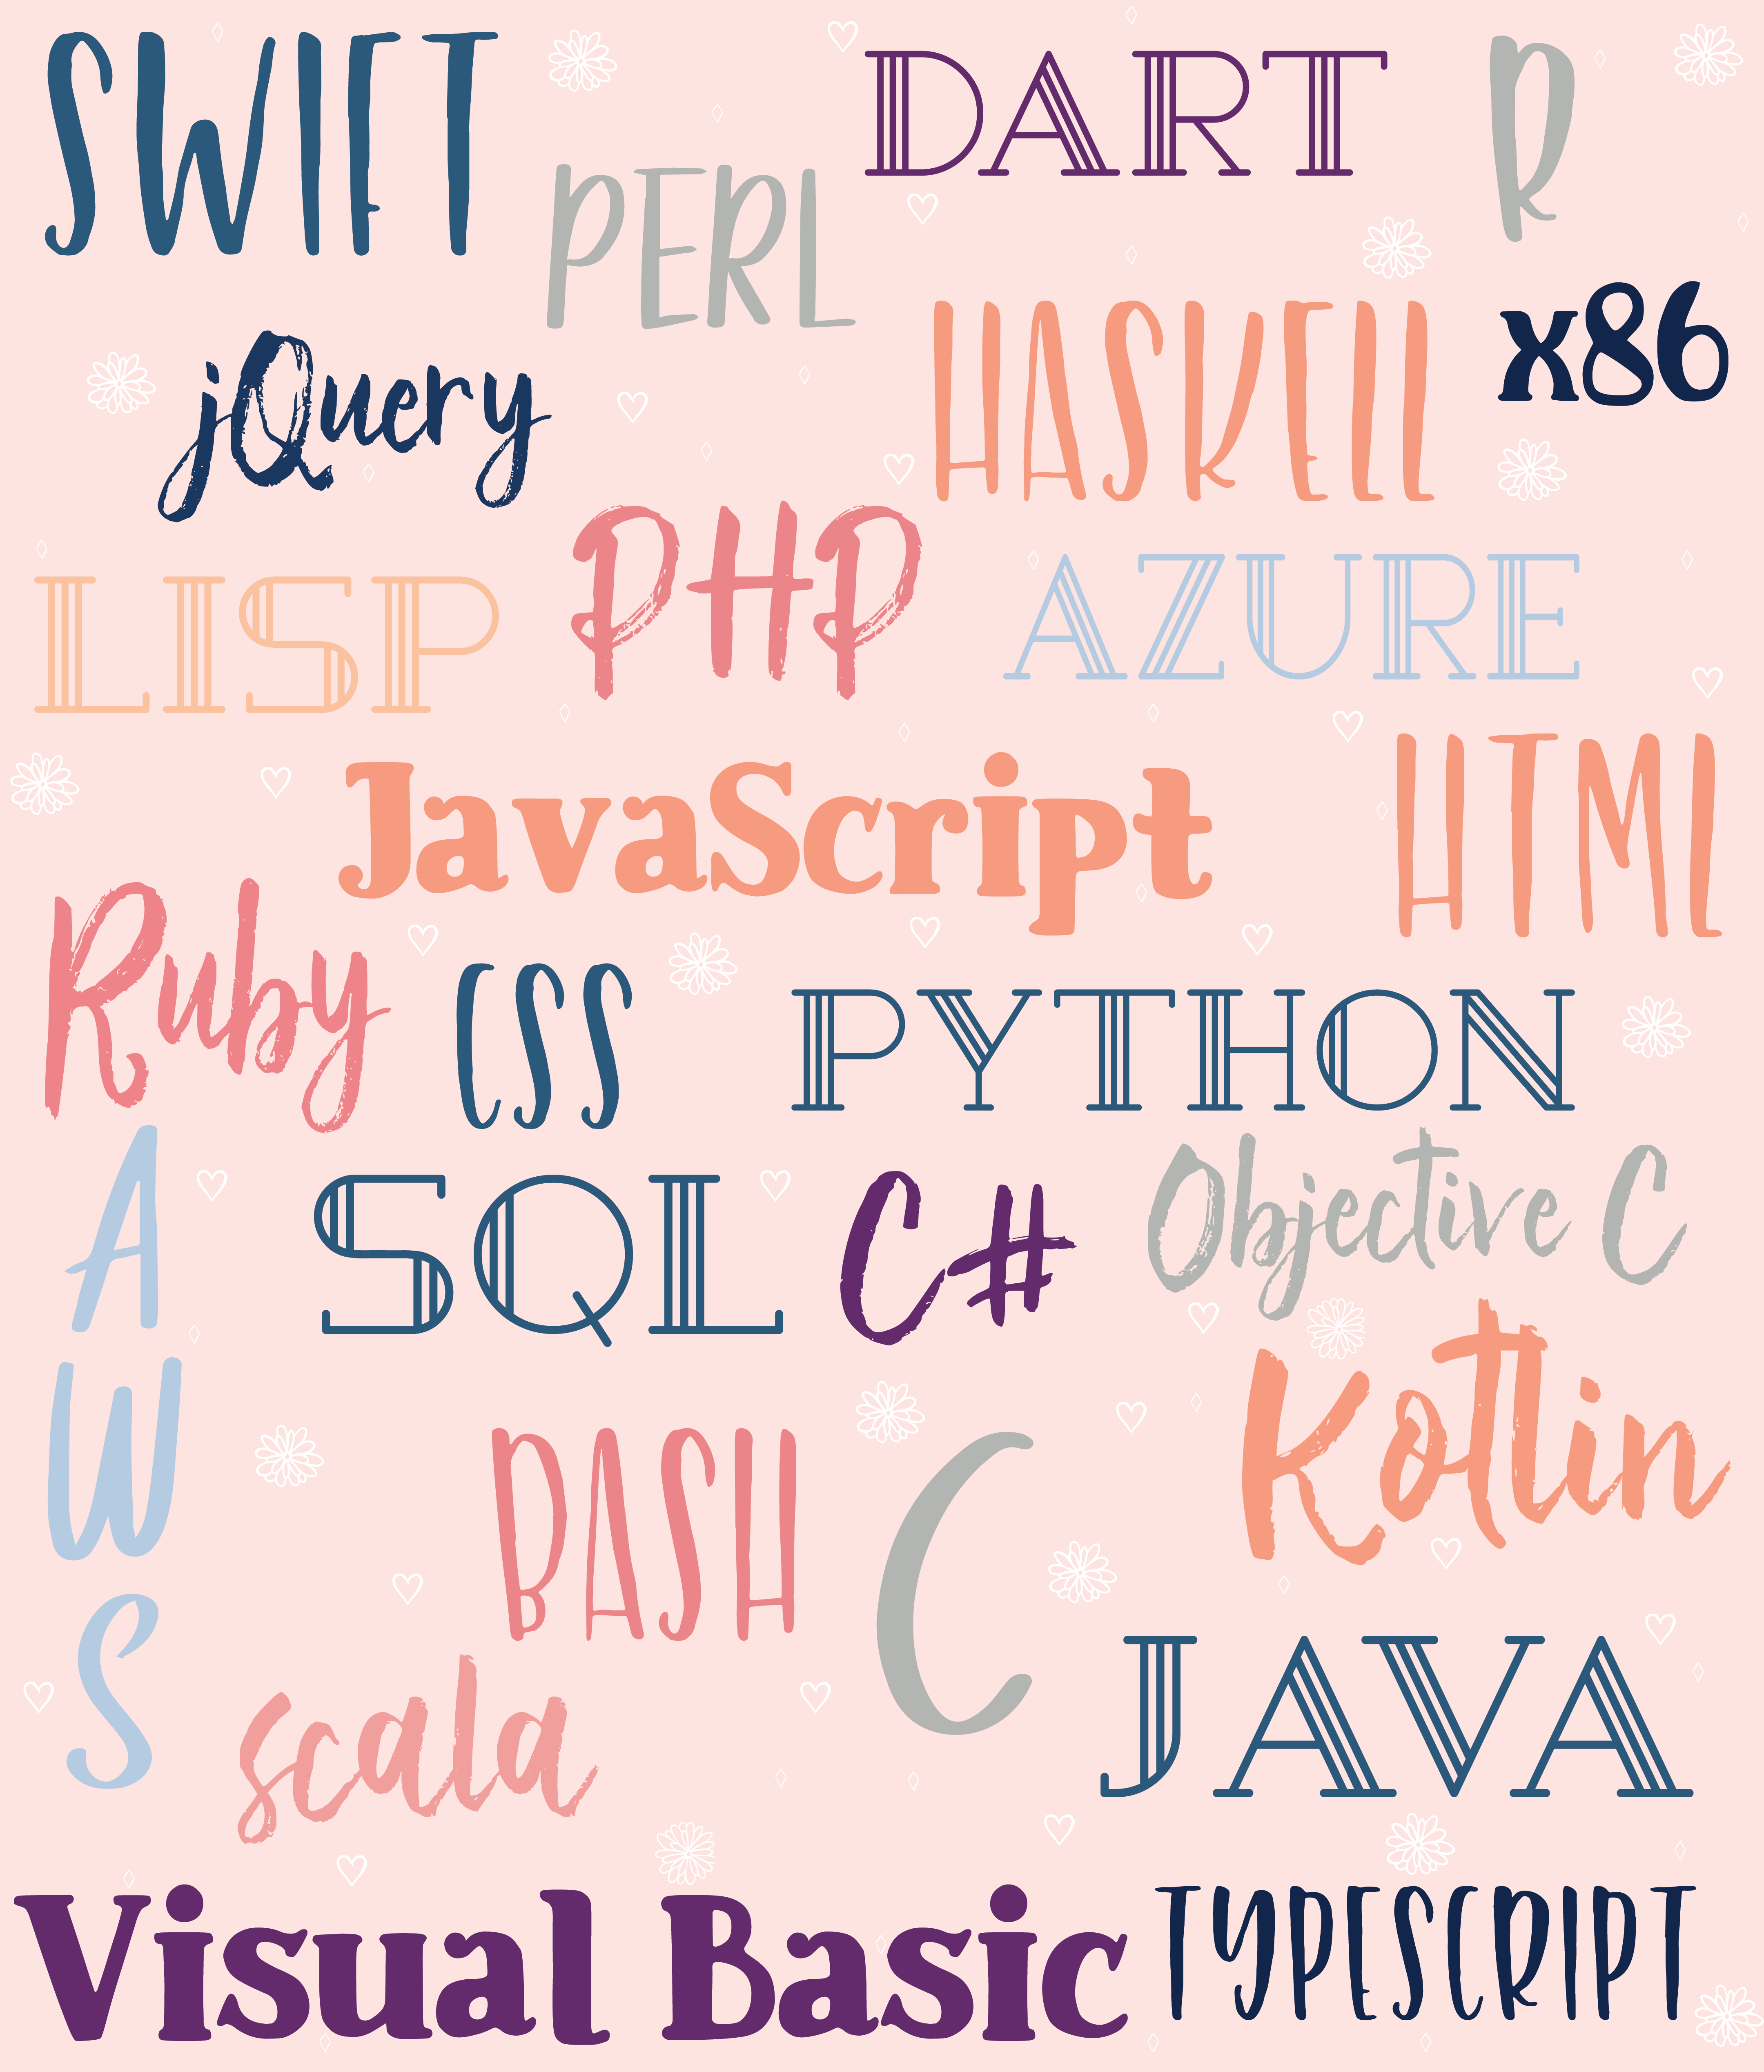 SWIFT
DART
R
PERL
x86
HASKELL
jQuery
PHP
AZURE
LISP
JavaScript
HTML
Ruby
CSS
PYTHON
AWS
SQL
C#
Objective C
Kotlin
BASH
C
JAVA
scala
Visual Basic
TYPESCRIPT